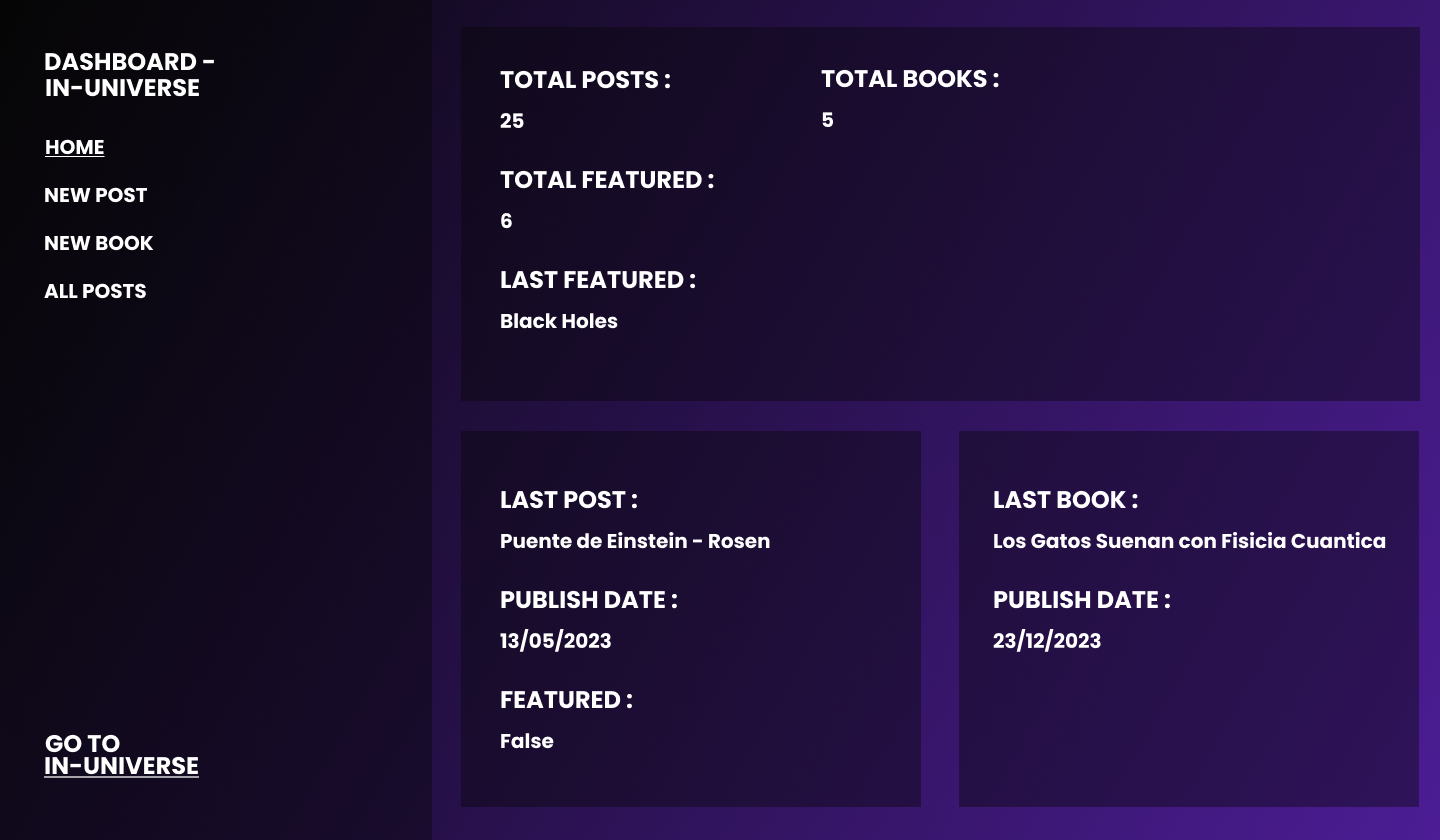 DASHBOARD -
IN-UNIVERSE
HOME
NEW POST
NEW BOOK
ALL POSTS
GO TO
IN-UNIVERSE
TOTAL POSTS :
25
TOTAL FEATURED :
6
LAST FEATURED :
Black Holes
TOTAL BOOKS :
5
LAST POST :
Puente de Einstein - Rosen
PUBLISH DATE :
13/05/2023
FEATURED :
False
LAST BOOK :
Los Gatos Suenan con Fisicia Cuantica
PUBLISH DATE :
23/12/2023